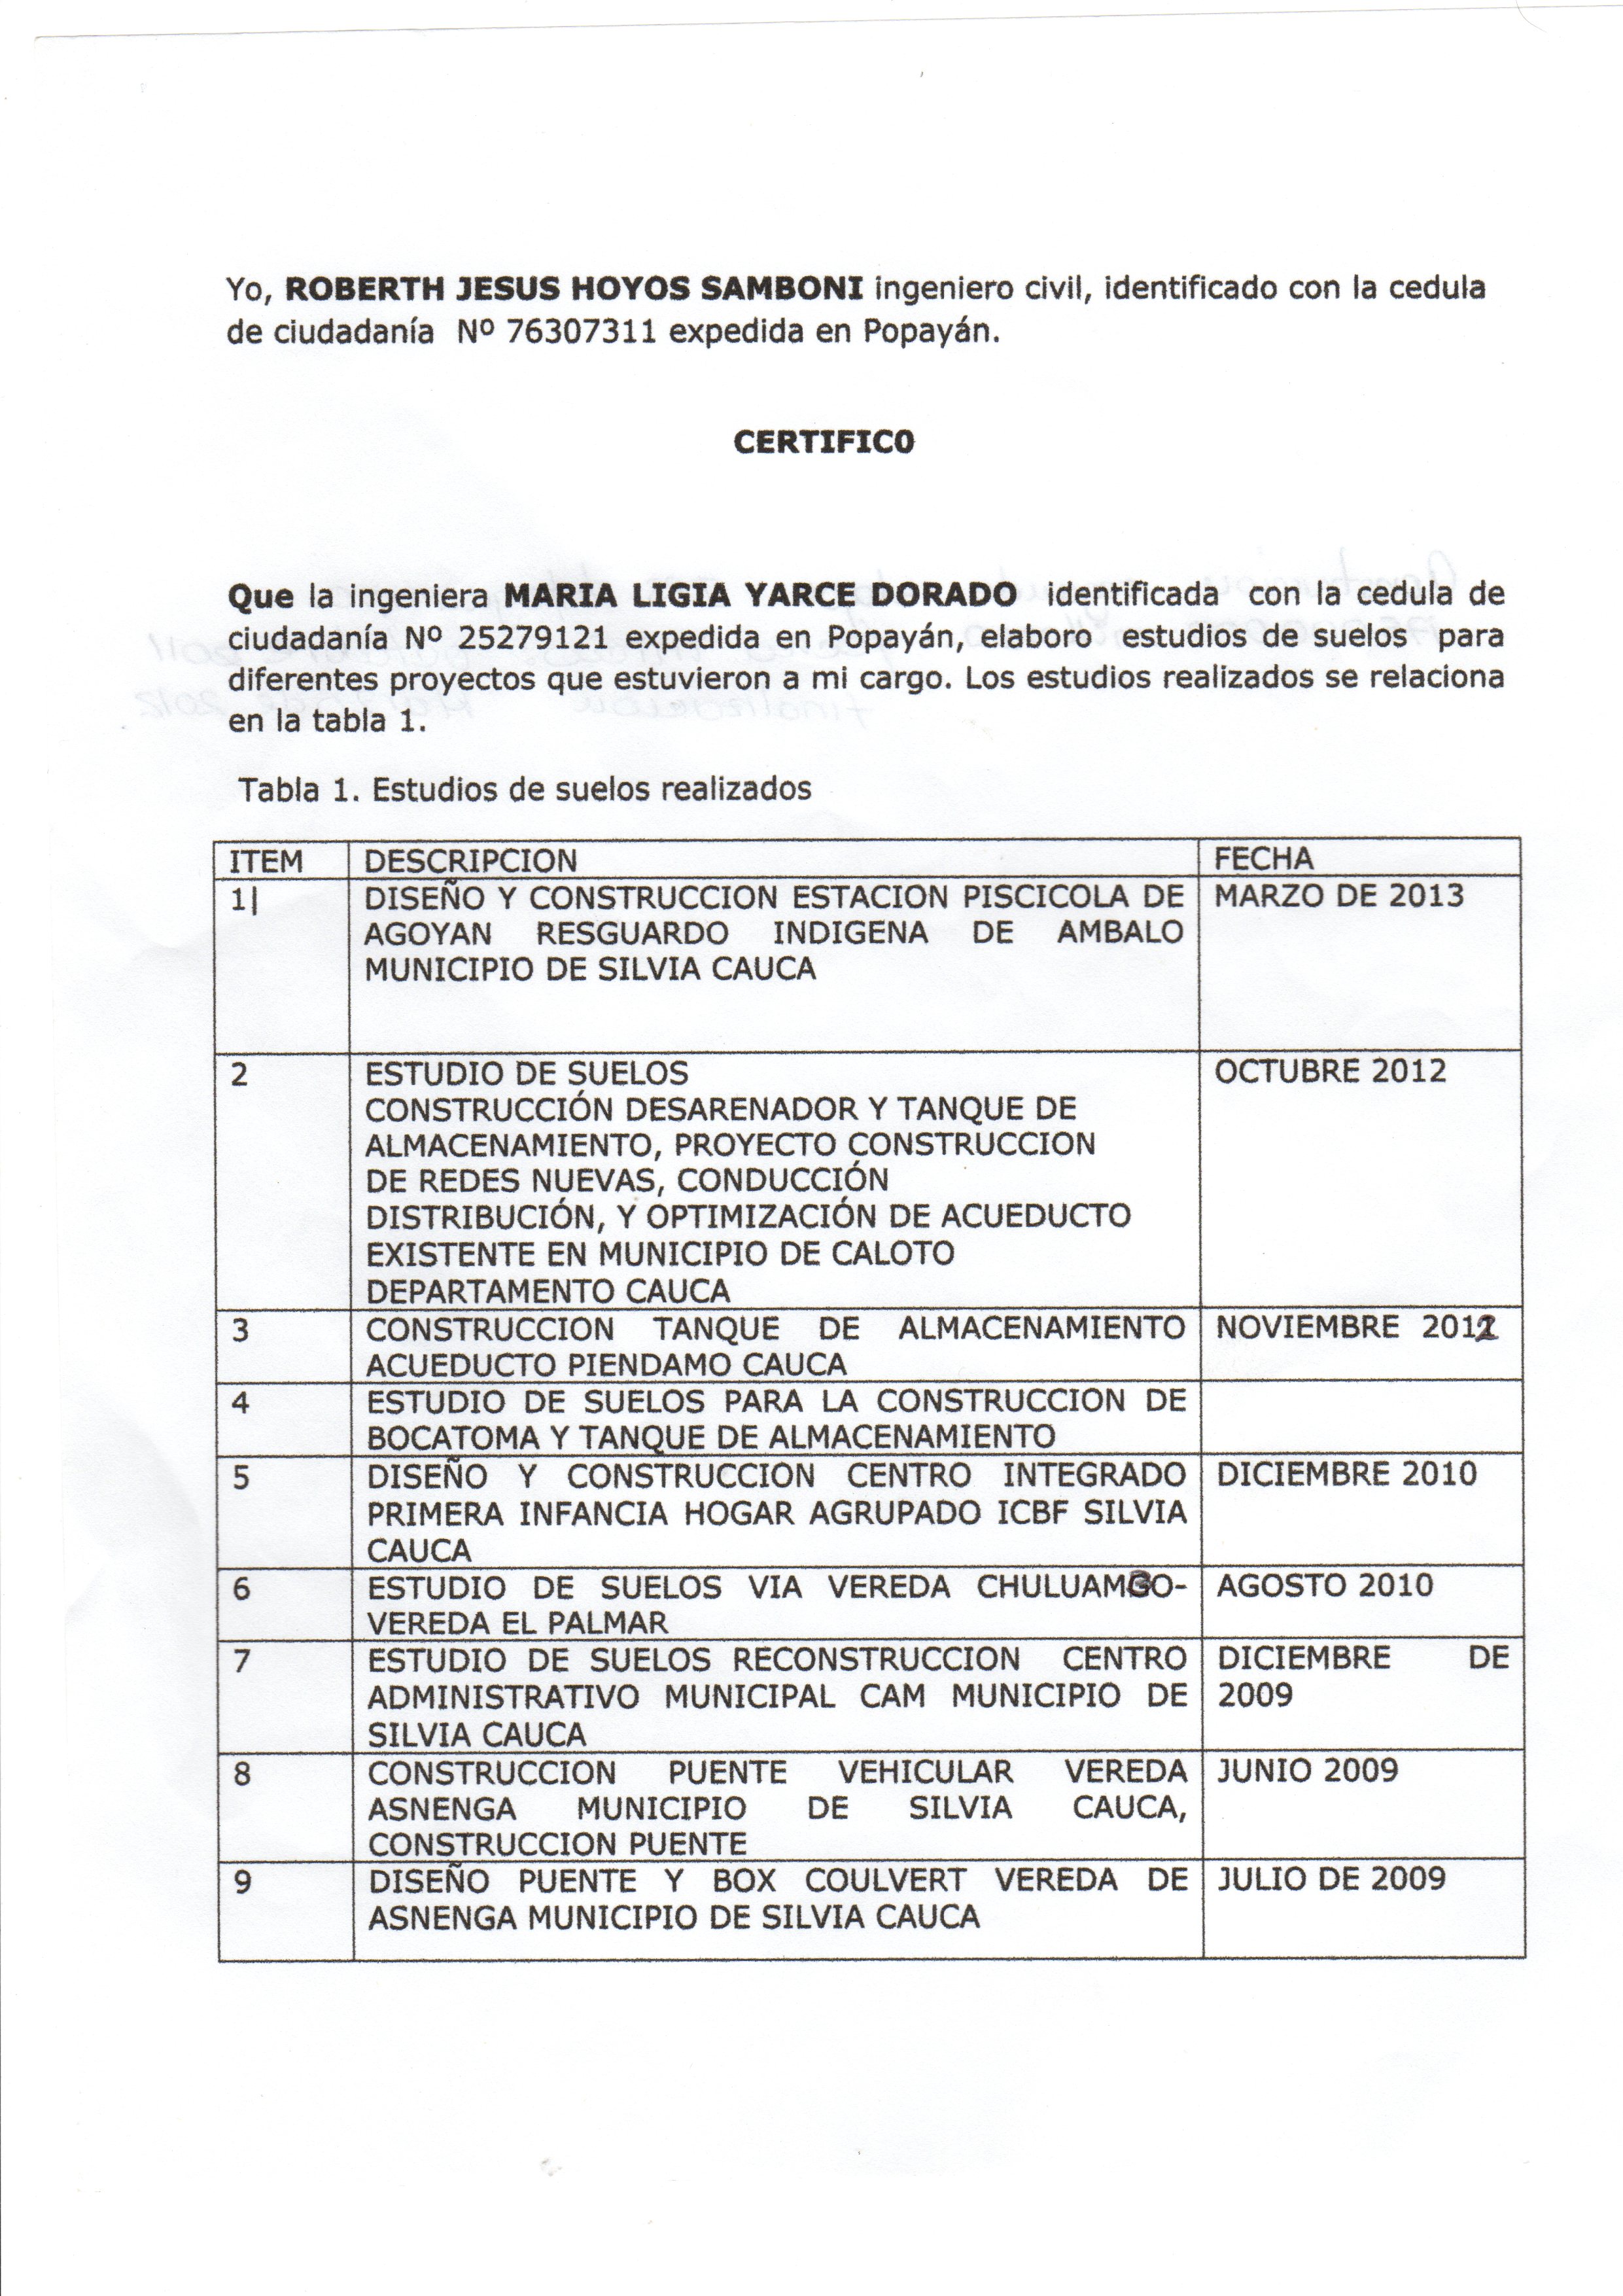 Yo, ROBERTH JESUS HOYOS SAMBONI ingeniero civil, identificado con la cedula
de ciudadanía Nº 76307311 expedida en Popayán.
CERTIFICO
Que la ingeniera MARIA LIGIA YARCE DORADO identificada con la cedula de
ciudadanía Nº 25279121 expedida en Popayán, elaboro estudios de suelos para
diferentes proyectos que estuvieron a mi cargo. Los estudios realizados se relaciona
en la tabla 1.
Tabla 1. Estudios de suelos realizados
ITEM DESCRIPCION FECHA
1| DISEÑO Y CONSTRUCCION ESTACION PISCICOLA DE MARZO DE 2013
AGOYAN RESGUARDO INDIGENA DE AMBALO
MUNICIPIO DE SILVIA CAUCA
2 ESTUDIO DE SUELOS OCTUBRE 2012
CONSTRUCCIÓN DESARENADOR Y TANQUE DE
ALMACENAMIENTO, PROYECTO CONSTRUCCION
DE REDES NUEVAS, CONDUCCIÓN
DISTRIBUCIÓN, Y OPTIMIZACIÓN DE ACUEDUCTO
EXISTENTE EN MUNICIPIO DE CALOTO
DEPARTAMENTO CAUCA
3 CONSTRUCCION TANQUE DE ALMACENAMIENTO NOVIEMBRE
ACUEDUCTO PIENDAMO CAUCA
4 ESTUDIO DE SUELOS PARA LA CONSTRUCCION DE
BOCATOMA Y TANQUE DE ALMACENAMIENTO
5 DISEÑO Y CONSTRUCCION CENTRO INTEGRADO DICIEMBRE 2010
PRIMERA INFANCIA HOGAR AGRUPADO ICBF SILVIA
CAUCA
6 ESTUDIO DE SUELOS VIA VEREDA AGOSTO 2010
VEREDA EL PALMAR
7 ESTUDIO DE SUELOS RECONSTRUCCION CENTRO DICIEMBRE DE
ADMINISTRATIVO MUNICIPAL CAM MUNICIPIO DE 2009
SILVIA CAUCA
8 CONSTRUCCION PUENTE VEHICULAR VEREDA JUNIO 2009
ASNENGA MUNICIPIO DE SILVIA CAUCA,
CONSTRUCCION PUENTE
9 DISEÑO PUENTE Y BOX COULVERT VEREDA DE JULIO DE 2009
ASNENGA MUNICIPIO DE SILVIA CAUCA